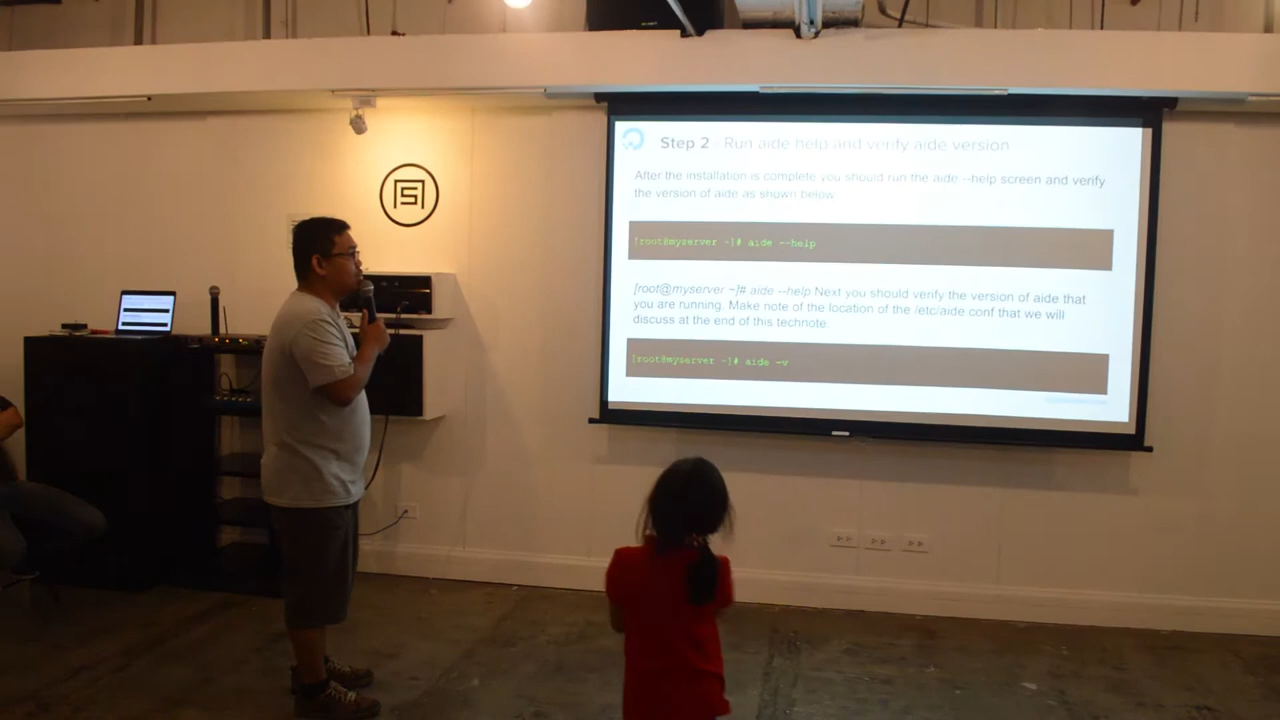 Step 2 - Run aide help and verify aide version
After the installation is complete you should run the aide --help screen and verify
the version of aide as shown below
[root@myserver ~]# aide --help
[root@myserver ~]# aide --help Next you should verify the version of aide that
you are running. Make note of the location of the /etc/aide conf that we will
discuss at the end of this technote.
[root@myserver ~]# aide -v